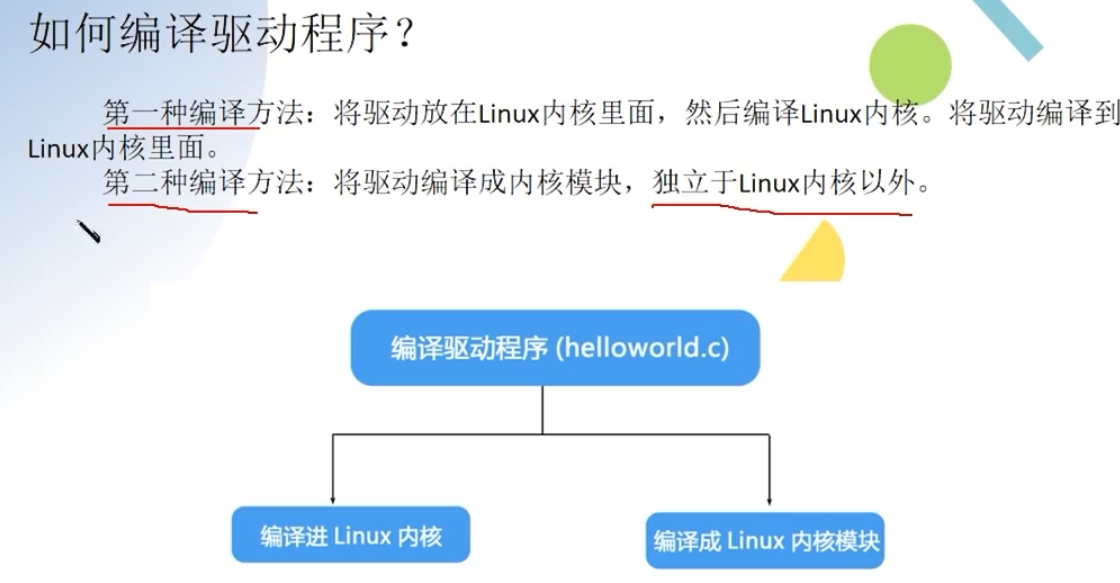 如何编译驱动程序？
第一种编译方法：将驱动放在Linux内核里面，然后编译Linux内核。将驱动编译到
Linux内核里面。
第二种编译方法：将驱动编译成内核模块，独立于Linux内核以外。
编译驱动程序 (helloworld.c)
编译进 Linux 内核
编译成 Linux 内核模块